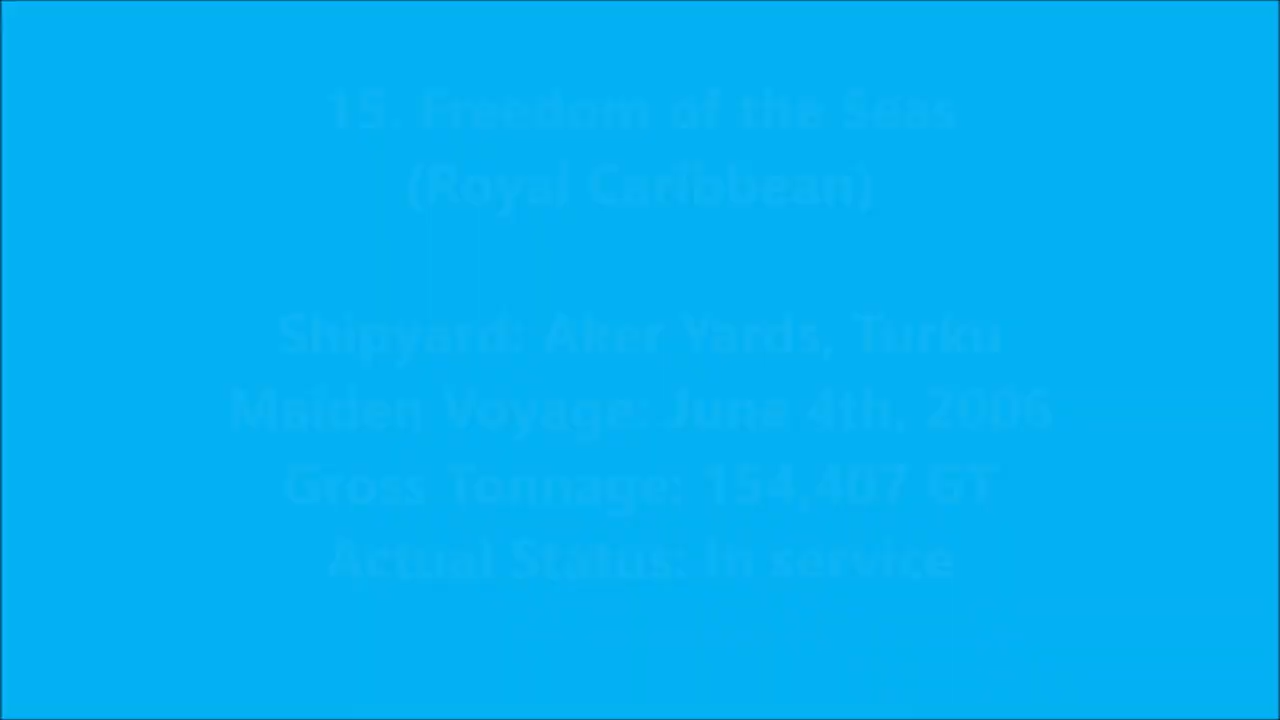 15. Freedom of the Seas
(Royal Caribbean)
Shipyard: Aker Yards, Turku
Maiden Voyage: June 4th, 2006
Gross Tonnage: 154,407 GT
Actual Status: In service